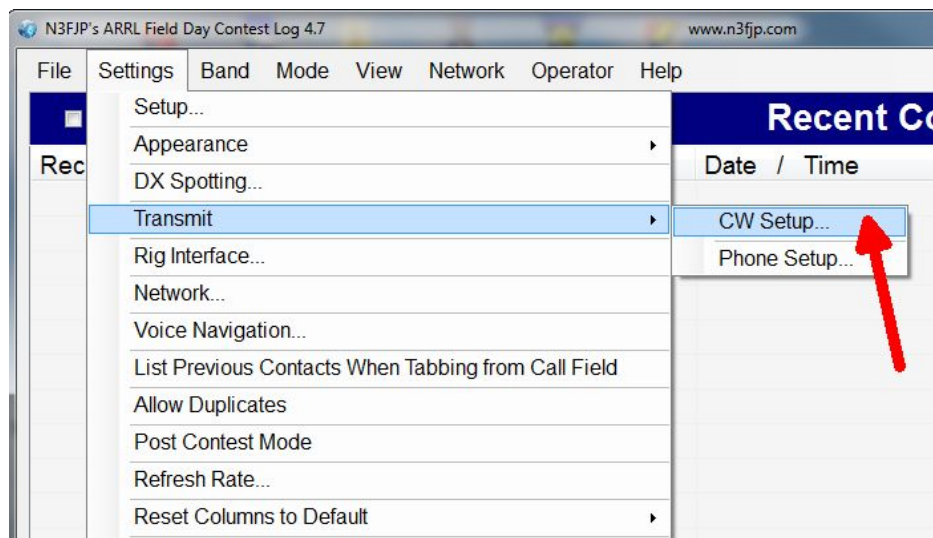 N3FJP's ARRL Field Day Contest Log 4.7 www.n3fjp.com
File Settings Band Mode View Network Operator Help
Setup...
Recent Co
Appearance
Rec
Date / Time
DX Spotting...
Transmit
CW Setup...
Rig Interface...
Phone Setup...
Network...
Voice Navigation...
List Previous Contacts When Tabbing from Call Field
Allow Duplicates
Post Contest Mode
Refresh Rate...
Reset Columns to Default